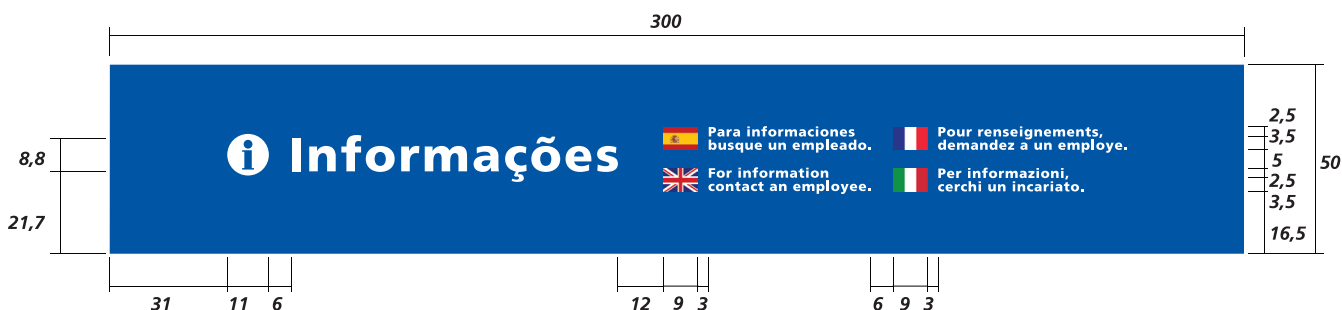 300
i Informações
Para informaciones
busque un empleado.
For information
contact an employee.
Pour renseignements,
demandez a un employe.
Per informazioni,
cerchi un incariato.
8,8
21,7
2,5
3,5
5
2,5
3,5
16,5
50
31
11
6
12
9
3
6
9
3